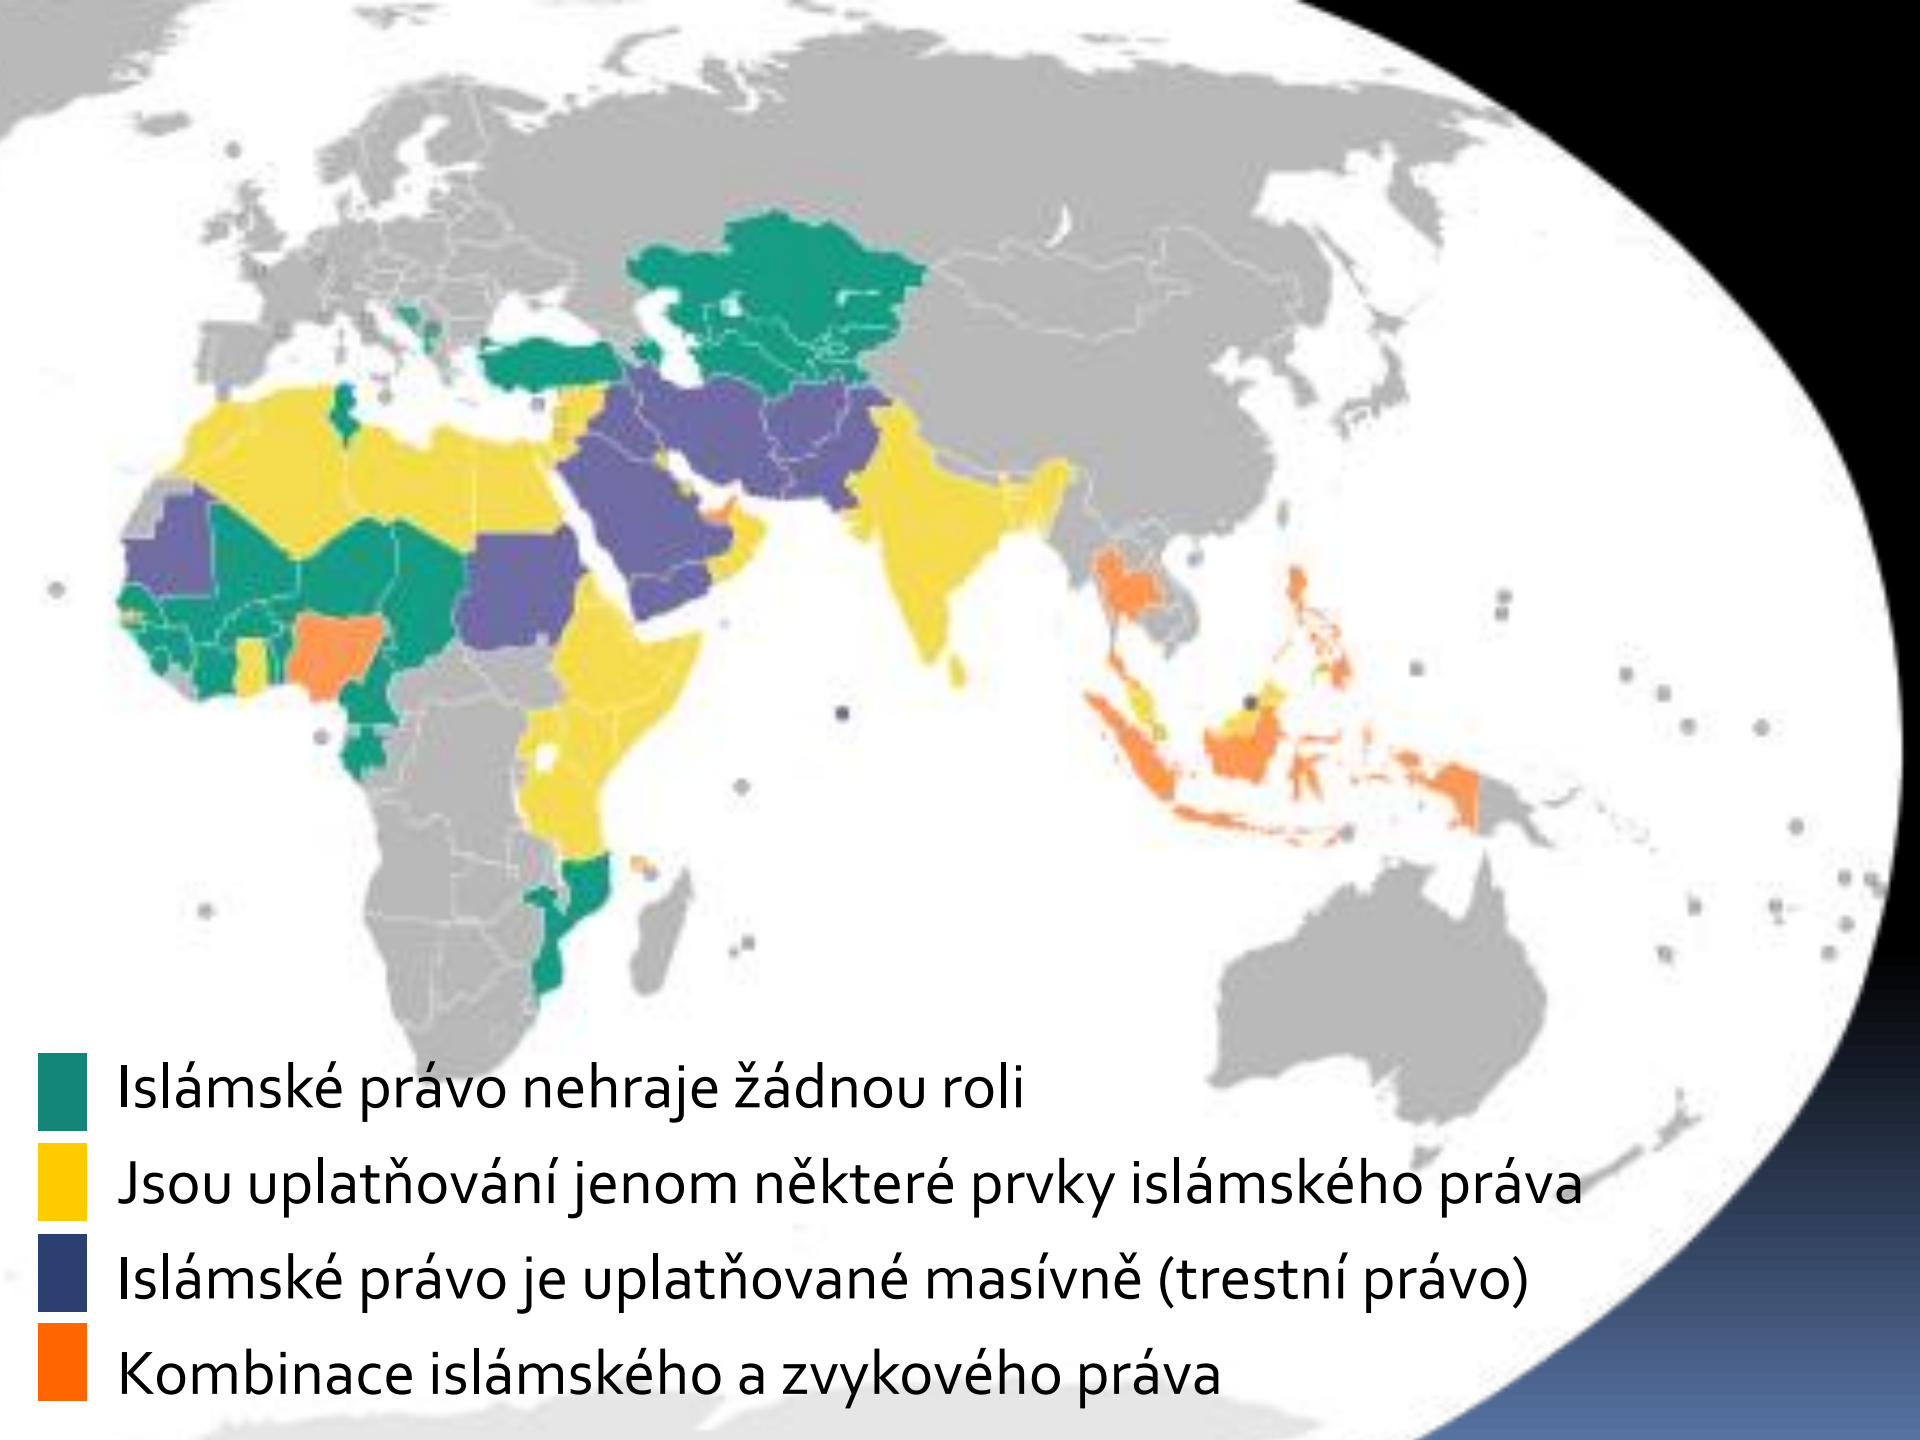 Islámské právo nehraje žádnou roli
Jsou uplatňování jenom některé prvky islámského práva
Islámské právo je uplatňované masívně (trestní právo)
Kombinace islámského a zvykového práva